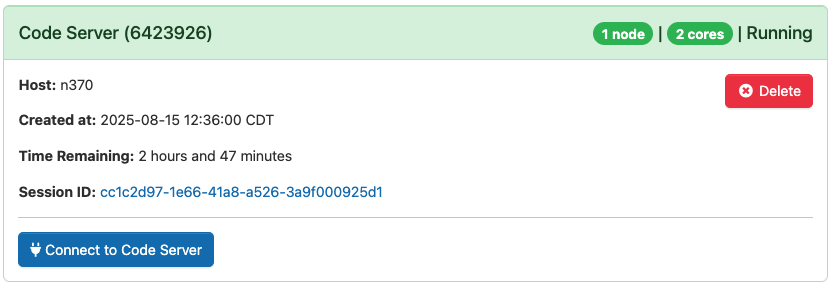 Code Server (6423926) 1 node | 2 cores | Running
Host: n370
Delete
Created at: 2025-08-15 12:36:00 CDT
Time Remaining: 2 hours and 47 minutes
Session ID: cc1c2d97-1e66-41a8-a526-3a9f000925d1
Connect to Code Server